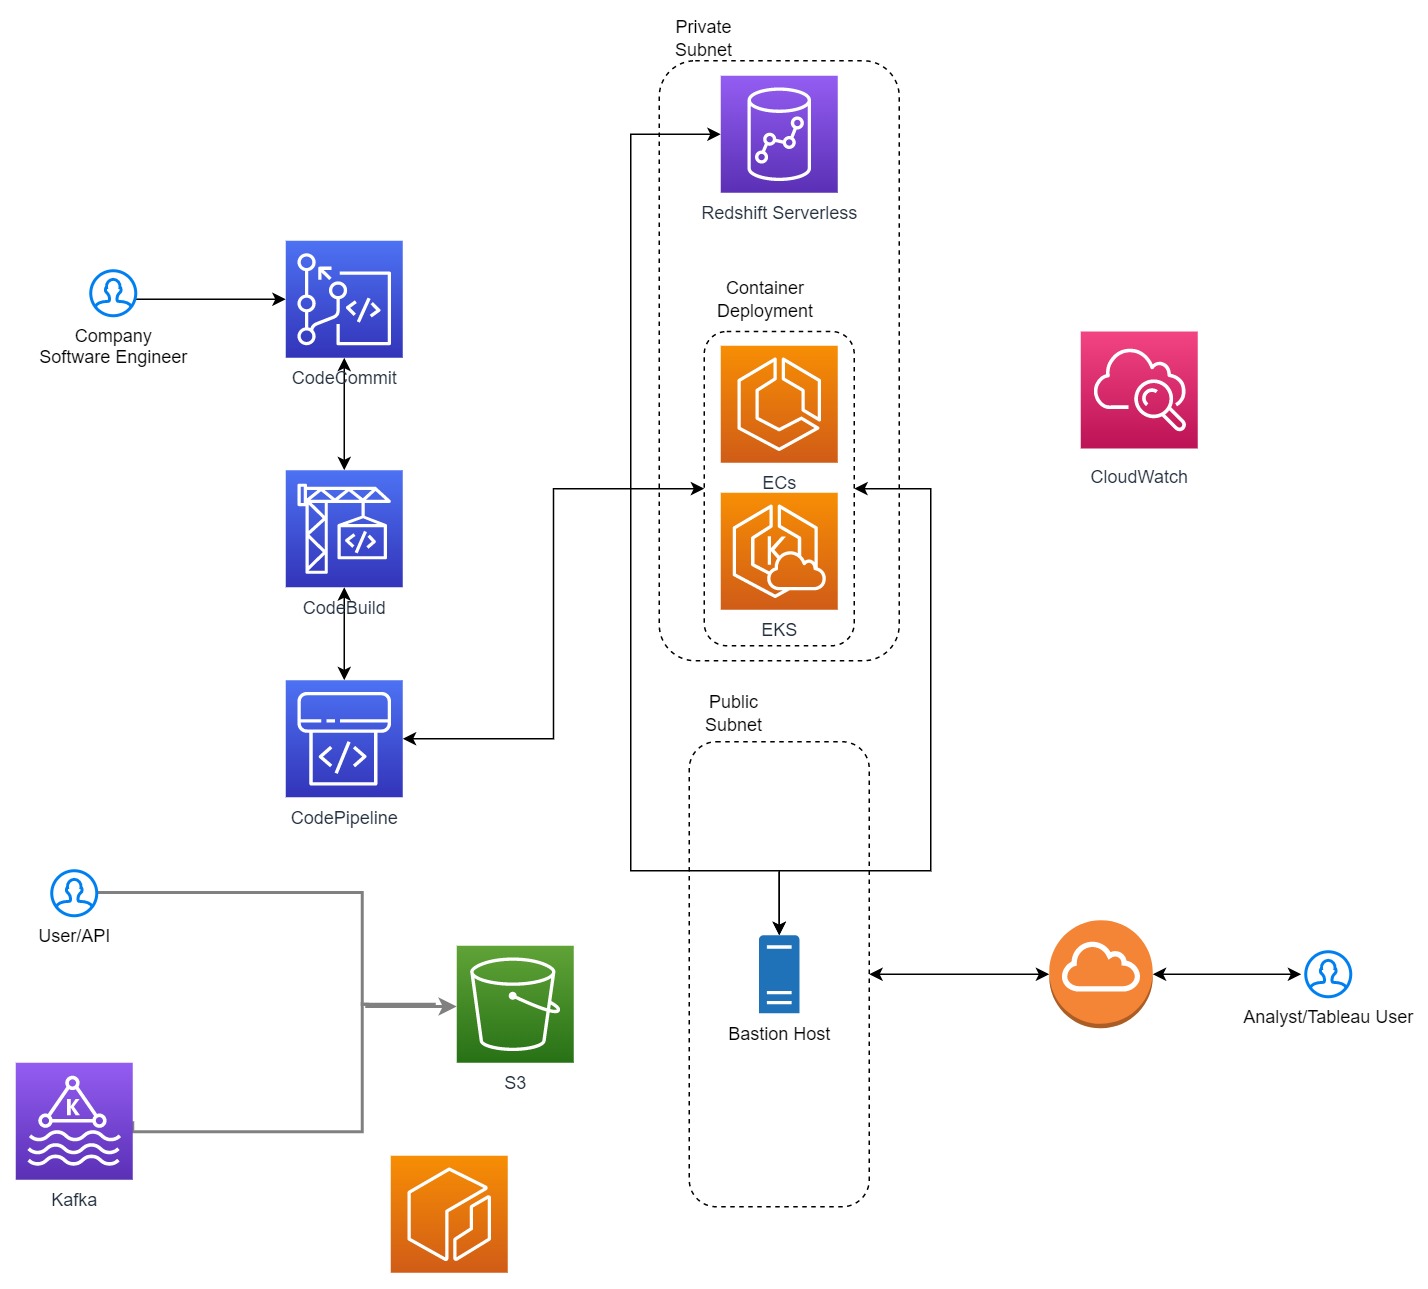 Private
Subnet
Redshift Serverless
Container
Deployment
Company
Software Engineer
CodeCommit
</>
ECs
CloudWatch
</>
CodeBuild
K
EKS
Public
Subnet
</>
CodePipeline
User/API
Bastion Host
Analyst/Tableau User
S3
K
Kafka